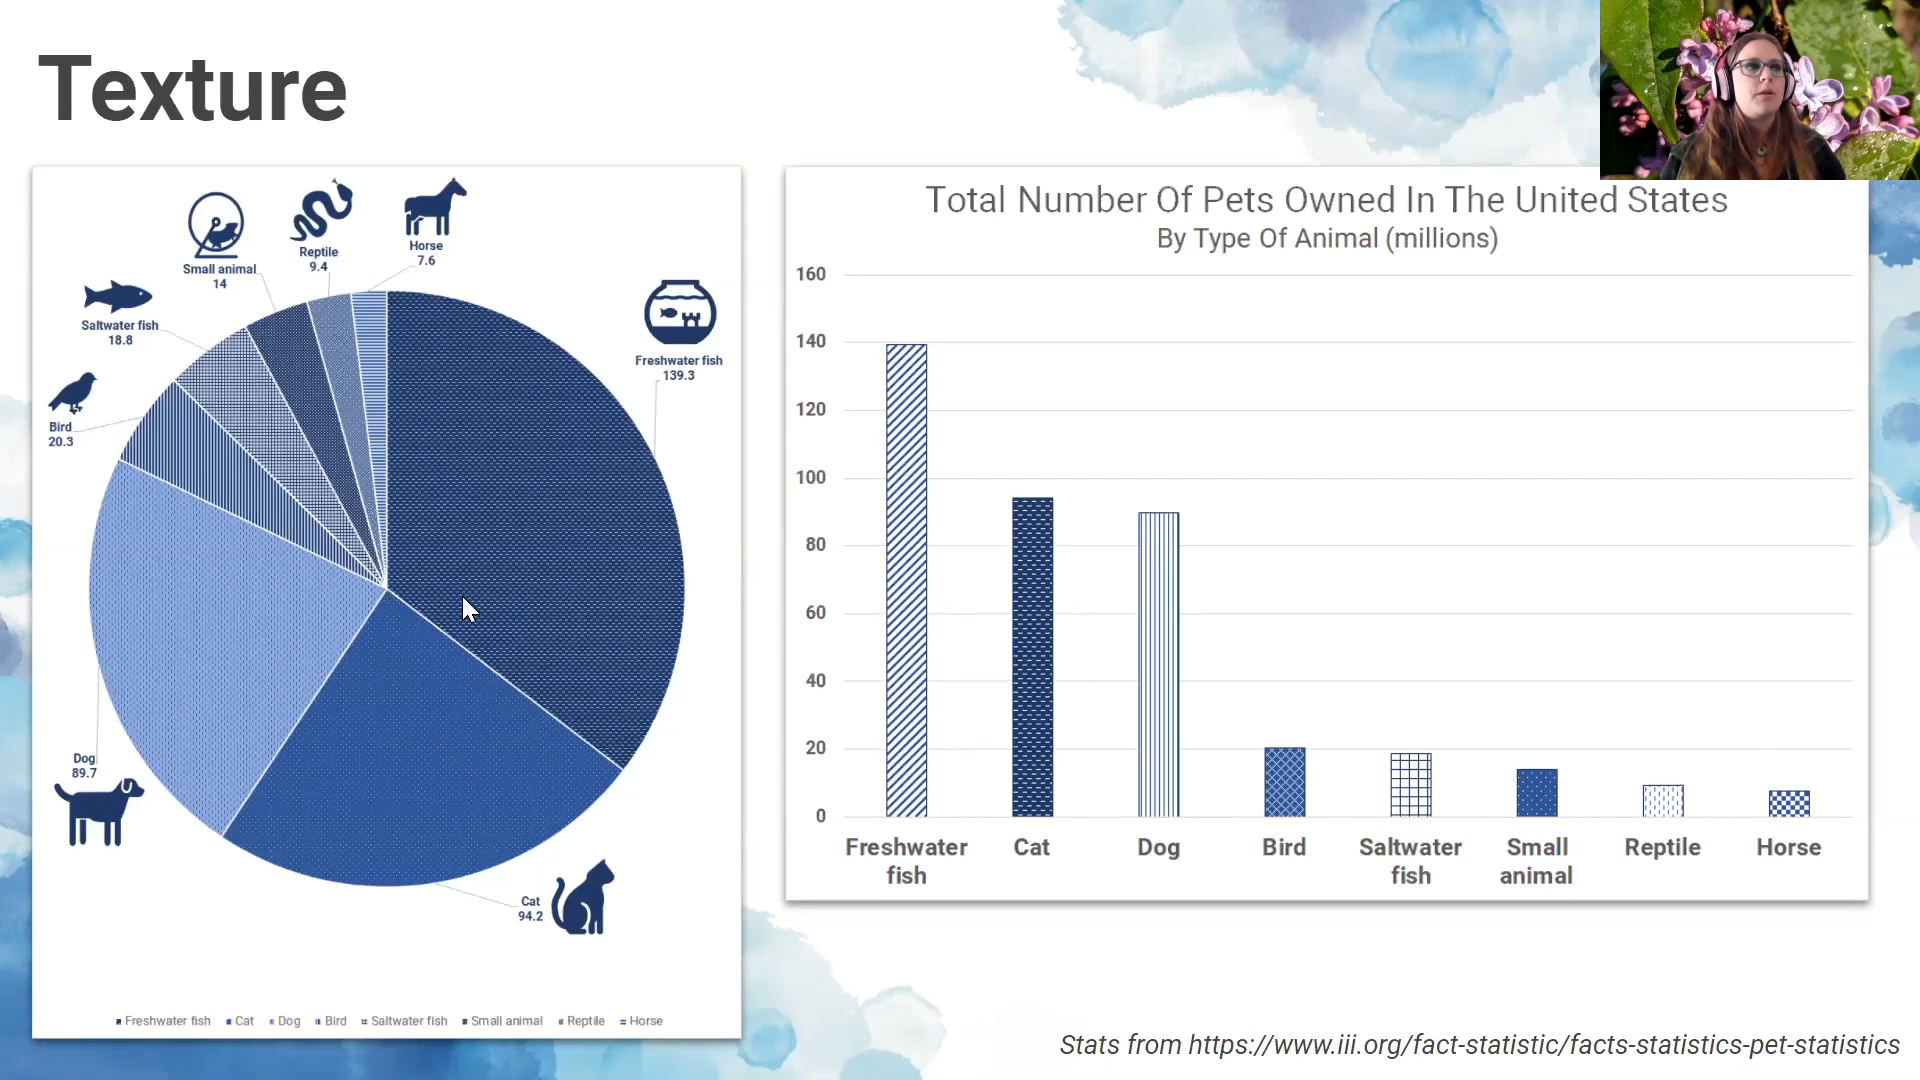 Texture
Horse
7.6
Reptile
9.4
Small animal
14
Saltwater fish
18.8
Bird
20.3
Freshwater fish
139.3
Dog
89.7
Cat
94.2
Freshwater fish Cat Dog Bird Saltwater fish Small animal Reptile Horse
Total Number Of Pets Owned In The United States
By Type Of Animal (millions)
160
140
120
100
80
60
40
20
0
Freshwater fish
Cat
Dog
Bird
Saltwater fish
Small animal
Reptile
Horse
Stats from https://www.iii.org/fact-statistic/facts-statistics-pet-statistics